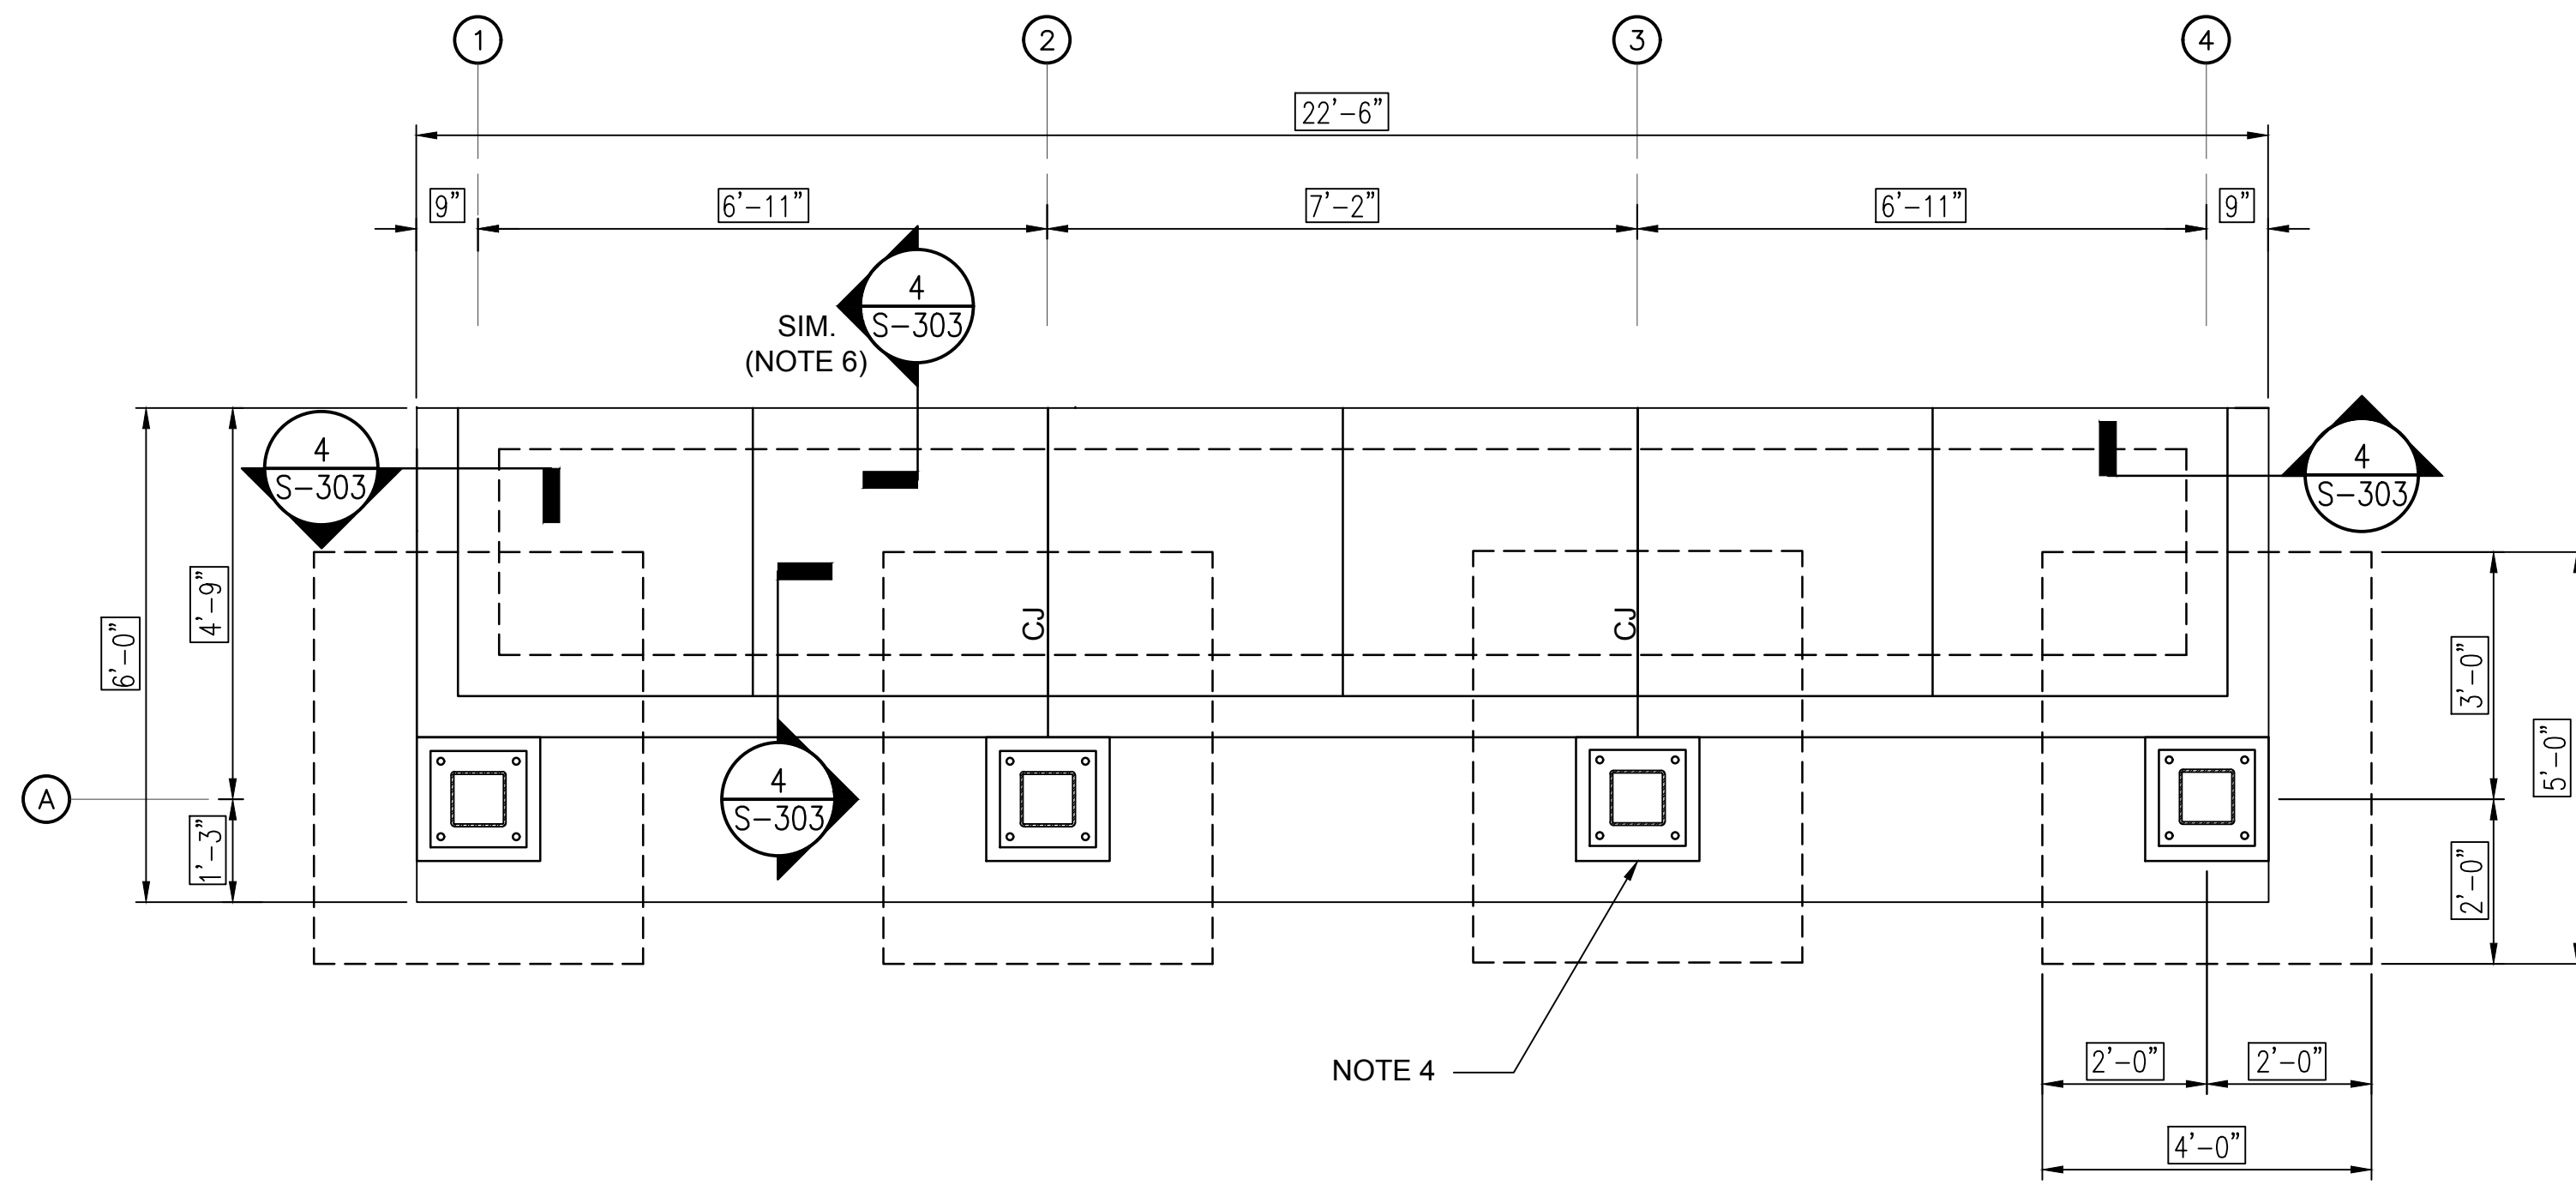 1
2
3
4
22'-6"
9"
6'-11"
7'-2"
6'-11"
9"
4
S-303
SIM.
(NOTE 6)
4
S-303
4
S-303
6'-0"
4'-9"
CJ
CJ
3'-0"
5'-0"
A
1'-3"
4
S-303
2'-0"
NOTE 4
2'-0"
2'-0"
4'-0"